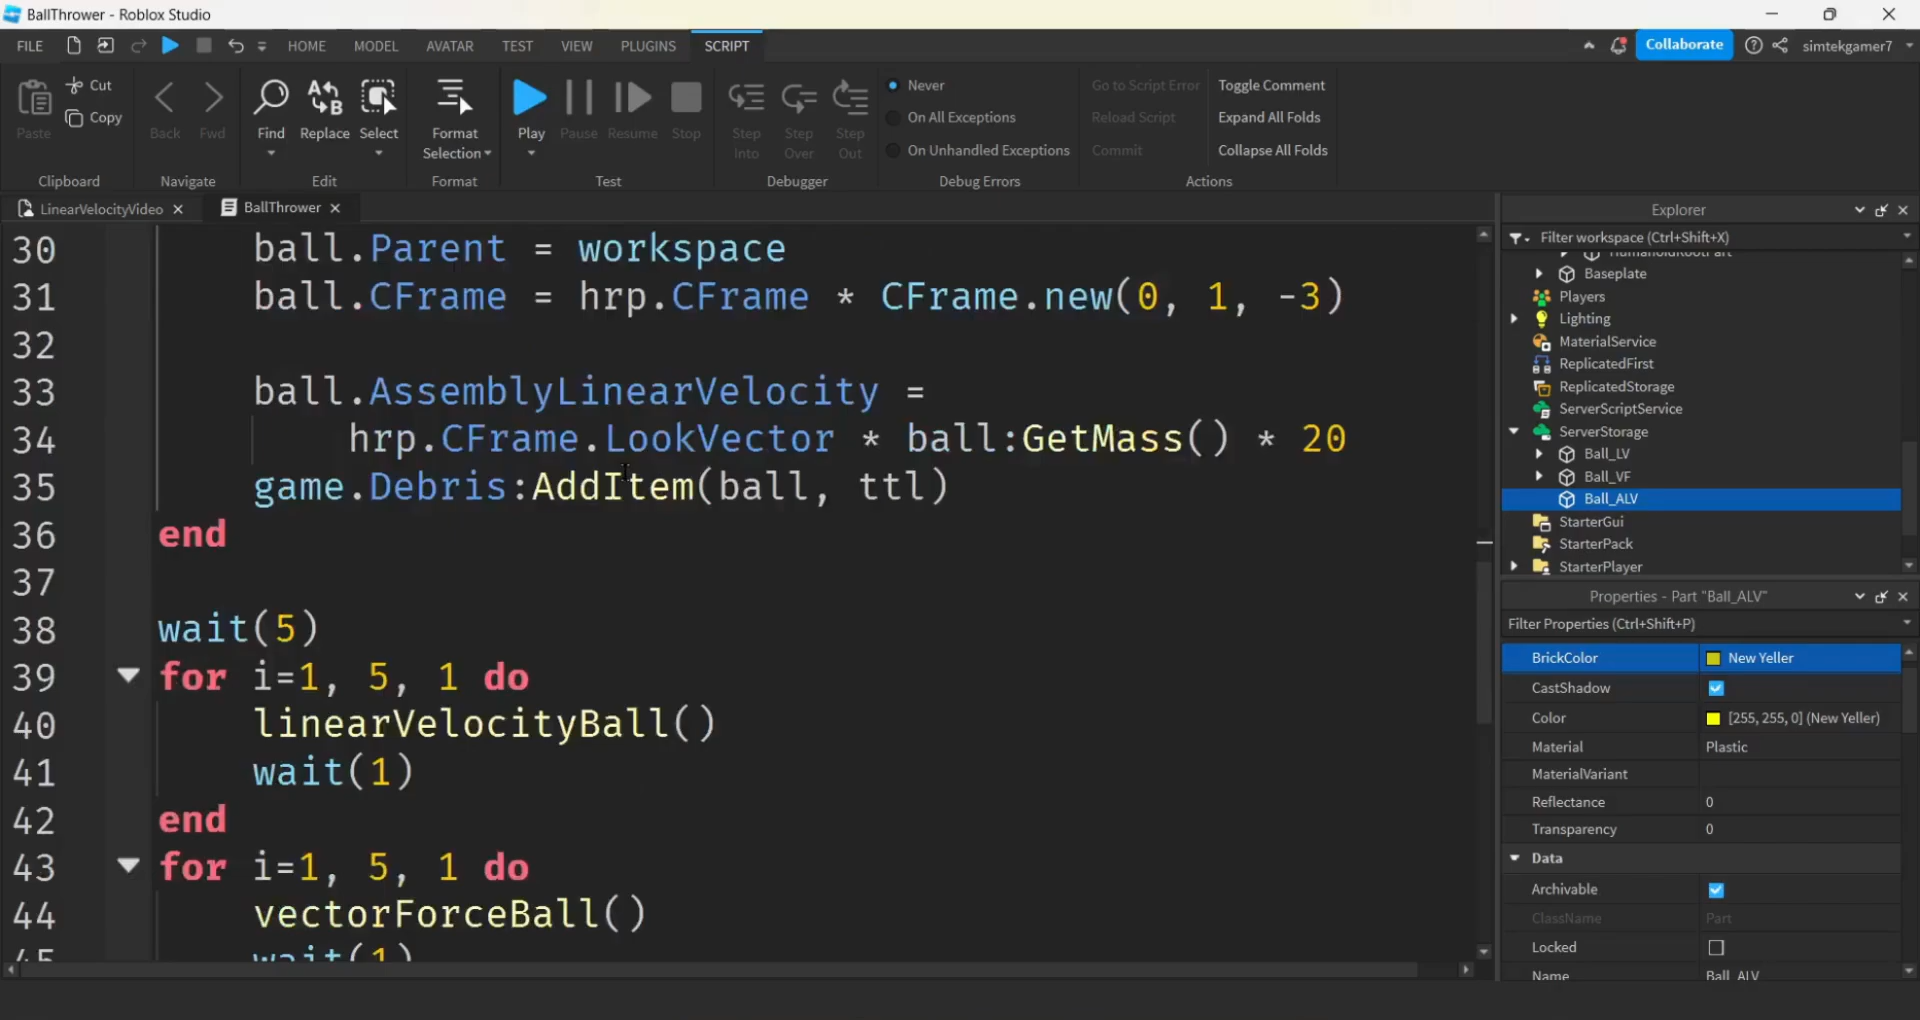 BallThrower - Roblox Studio
FILE HOME MODEL AVATAR TEST VIEW PLUGINS SCRIPT Collaborate simtekgamer7
Paste Cut Copy Back Fwd Find Replace Select Format Selection Play Pause Resume Stop Step Into Step Over Step Out
Never
On All Exceptions
On Unhandled Exceptions
Go to Script Error
Reload Script
Commit
Toggle Comment
Expand All Folds
Collapse All Folds
Clipboard Navigate Edit Format Test Debugger Debug Errors Actions
LinearVelocityVideo BallThrower
30 ball.Parent = workspace
31 ball.CFrame = hrp.CFrame * CFrame.new(0, 1, -3)
32
33 ball.AssemblyLinearVelocity =
34 hrp.CFrame.LookVector * ball:GetMass() * 20
35 game.Debris:AddItem(ball, ttl)
36 end
37
38 wait(5)
39 for i=1, 5, 1 do
40 linearVelocityBall()
41 wait(1)
42 end
43 for i=1, 5, 1 do
44 vectorForceBall()
45 wait(1)
Explorer
Filter workspace (Ctrl+Shift+X)
HumanoidRootPart
Baseplate
Players
Lighting
MaterialService
ReplicatedFirst
ReplicatedStorage
ServerScriptService
ServerStorage
Ball_LV
Ball_VF
Ball_ALV
StarterGui
StarterPack
StarterPlayer
Properties - Part "Ball_ALV"
Filter Properties (Ctrl+Shift+P)
BrickColor New Yeller
CastShadow
Color [255, 255, 0] (New Yeller)
Material Plastic
MaterialVariant
Reflectance 0
Transparency 0
Data
Archivable
ClassName Part
Locked
Name Ball_ALV